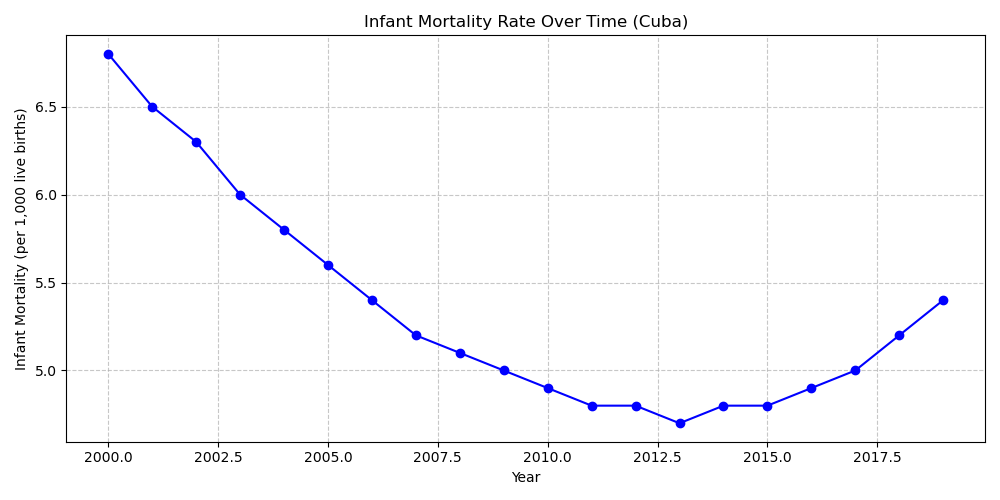 Infant Mortality Rate Over Time (Cuba)
Infant Mortality (per 1,000 live births)
6.5
6.0
5.5
5.0
2000.0 2002.5 2005.0 2007.5 2010.0 2012.5 2015.0 2017.5
Year